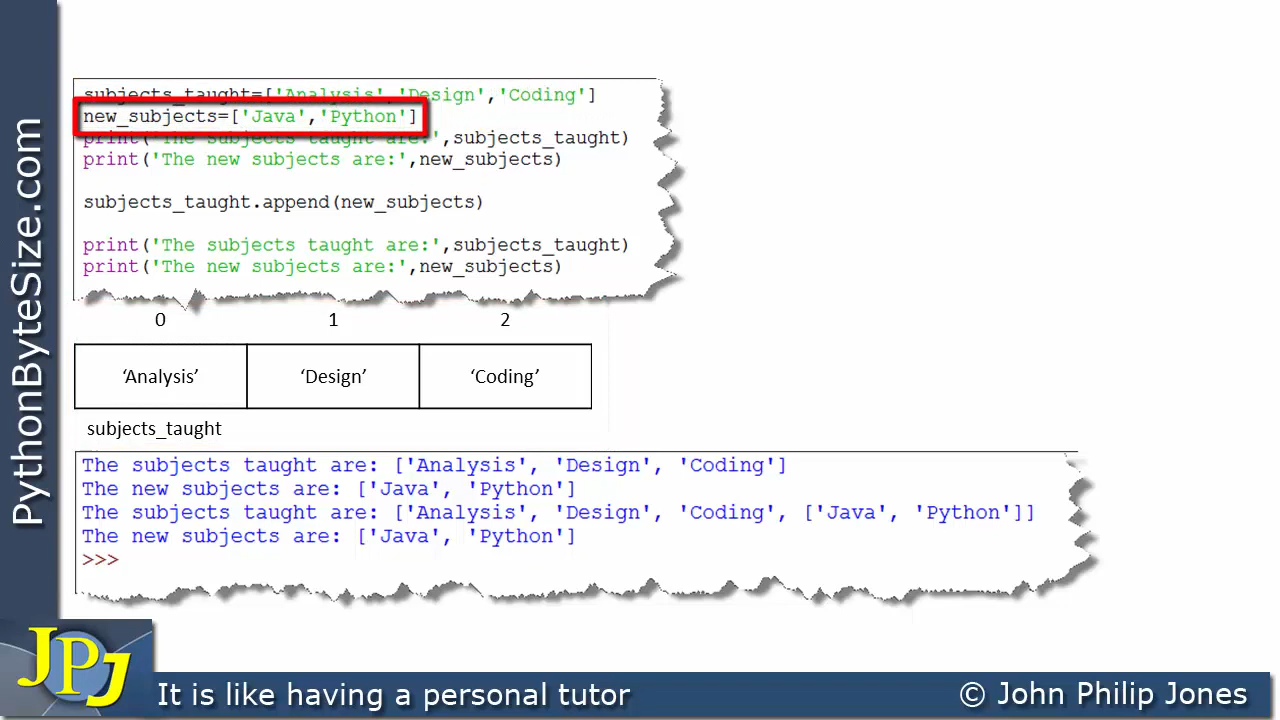 PythonByteSize.com
subjects_taught=['Analysis','Design','Coding']
new_subjects=['Java','Python']
print('The subjects taught are:',subjects_taught)
print('The new subjects are:',new_subjects)
subjects_taught.append(new_subjects)
print('The subjects taught are:',subjects_taught)
print('The new subjects are:',new_subjects)
0 1 2
‘Analysis’ ‘Design’ ‘Coding’
subjects_taught
The subjects taught are: ['Analysis', 'Design', 'Coding']
The new subjects are: ['Java', 'Python']
The subjects taught are: ['Analysis', 'Design', 'Coding', ['Java', 'Python']]
The new subjects are: ['Java', 'Python']
>>>
JPJ
It is like having a personal tutor
© John Philip Jones